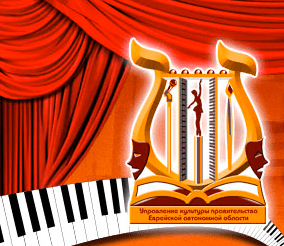 Управление культуры правительства
Еврейской автономной области